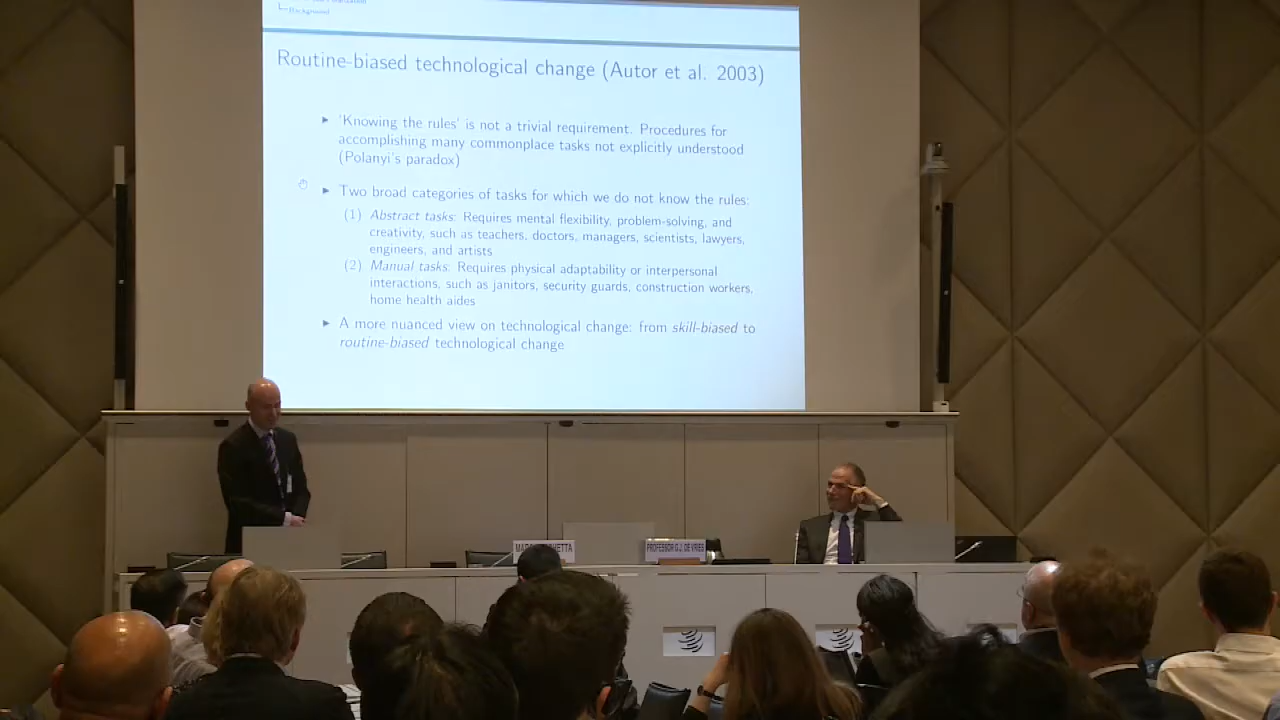 Background
Routine-biased technological change (Autor et al. 2003)
► 'Knowing the rules' is not a trivial requirement. Procedures for
accomplishing many commonplace tasks not explicitly understood
(Polanyi's paradox)
► Two broad categories of tasks for which we do not know the rules:
(1) Abstract tasks: Requires mental flexibility, problem-solving, and
creativity, such as teachers, doctors, managers, scientists, lawyers,
engineers, and artists
(2) Manual tasks: Requires physical adaptability or interpersonal
interactions, such as janitors, security guards, construction workers,
home health aides
► A more nuanced view on technological change: from skill-biased to
routine-biased technological change
PROFESSOR G.J. DE VRIES